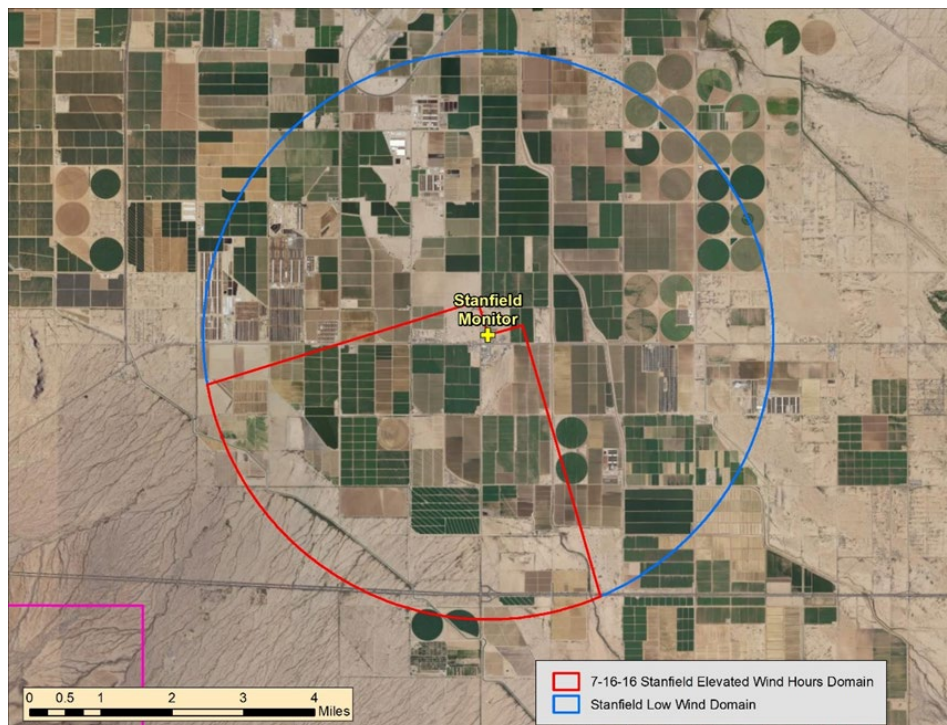 Stanfield
Monitor
0 0.5 1 2 3 4
Miles
7-16-16 Stanfield Elevated Wind Hours Domain
Stanfield Low Wind Domain